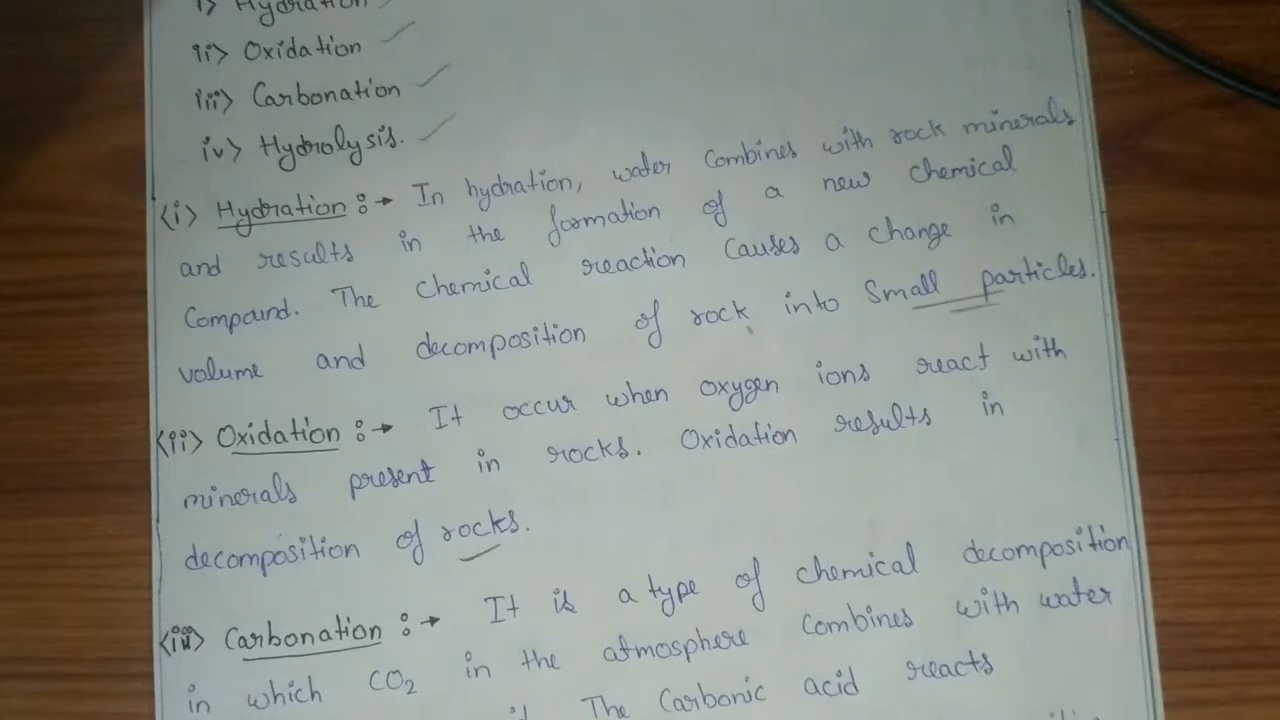 i> Hydration
ii> Oxidation
iii> Carbonation
iv> Hydrolysis.
<i> Hydration :→ In hydration, water combines with rock minerals
and results in the formation of a new chemical
Compound. The chemical reaction causes a change in
volume and decomposition of rock into Small particles.
<ii> Oxidation :→ It occur when oxygen ions react with
minerals present in rocks. Oxidation results in
decomposition of rocks.
<iii> Carbonation :→ It is a type of chemical decomposition
in which CO2 in the atmosphere combines with water
The Carbonic acid reacts